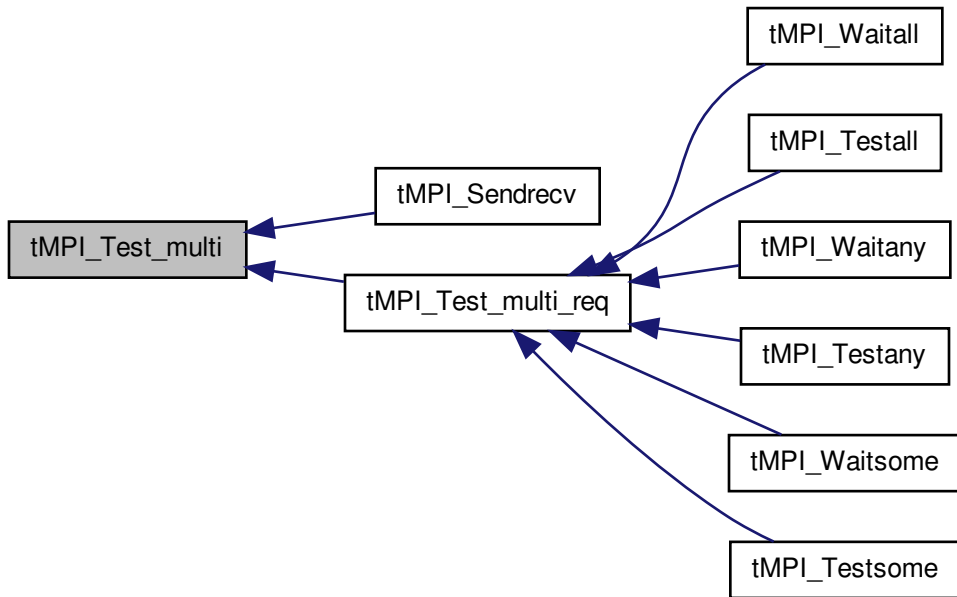 tMPI_Waitall
tMPI_Testall
tMPI_Sendrecv
tMPI_Test_multi
tMPI_Waitany
tMPI_Test_multi_req
tMPI_Testany
tMPI_Waitsome
tMPI_Testsome